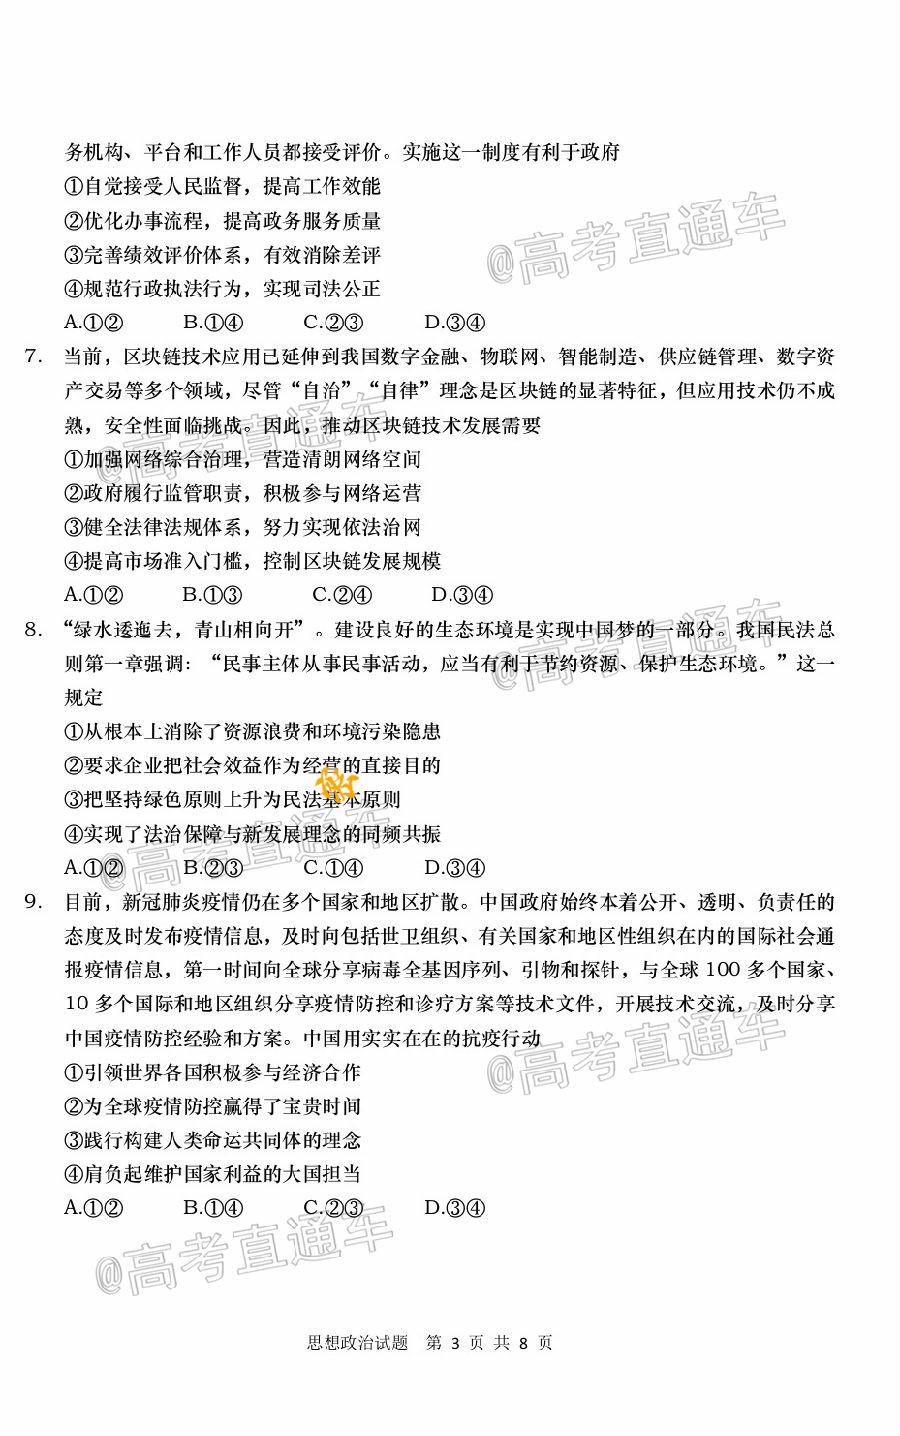 务机构、平台和工作人员都接受评价。实施这一制度有利于政府
①自觉接受人民监督，提高工作效能
②优化办事流程，提高政务服务质量
@高考直通车
③完善绩效评价体系，有效消除差评
④规范行政执法行为，实现司法公正
A.①② B.①④ C.②③ D.③④
7. 当前，区块链技术应用已延伸到我国数字金融、物联网、智能制造、供应链管理、数字资
产交易等多个领域，尽管“自治”“自律”理念是区块链的显著特征，但应用技术仍不成
熟，安全性面临挑战。因此，推动区块链技术发展需要
@高考直通车
①加强网络综合治理，营造清朗网络空间
②政府履行监管职责，积极参与网络运营
③健全法律法规体系，努力实现依法治网
④提高市场准入门槛，控制区块链发展规模
A.①② B.①③ C.②④ D.③④
8. “绿水逶迤去，青山相向开”。建设良好的生态环境是实现中国梦的一部分。我国民法总
则第一章强调：“民事主体从事民事活动，应当有利于节约资源、保护生态环境。”这一
@高考直通车
规定
①从根本上消除了资源浪费和环境污染隐患
②要求企业把社会效益作为经营的直接目的
③把坚持绿色原则上升为民法基本原则
④实现了法治保障与新发展理念的同频共振
@高考直通车
A.①② B.②③ C.①④ D.③④
9. 目前，新冠肺炎疫情仍在多个国家和地区扩散。中国政府始终本着公开、透明、负责任的
态度及时发布疫情信息，及时向包括世卫组织、有关国家和地区性组织在内的国际社会通
报疫情信息，第一时间向全球分享病毒全基因序列、引物和探针，与全球 100 多个国家、
10 多个国际和地区组织分享疫情防控和诊疗方案等技术文件，开展技术交流，及时分享
中国疫情防控经验和方案。中国用实实在在的抗疫行动
@高考直通车
①引领世界各国积极参与经济合作
②为全球疫情防控赢得了宝贵时间
③践行构建人类命运共同体的理念
④肩负起维护国家利益的大国担当
A.①② B.①④ C.②③ D.③④
@高考直通车
思想政治试题 第 3 页 共 8 页